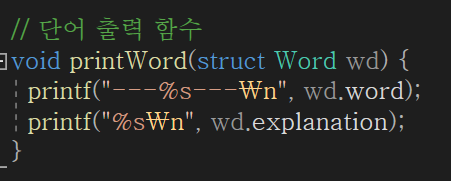 // 단어 출력 함수
void printWord(struct Word wd) {
printf("---%s---₩n", wd.word);
printf("%s₩n", wd.explanation);
}